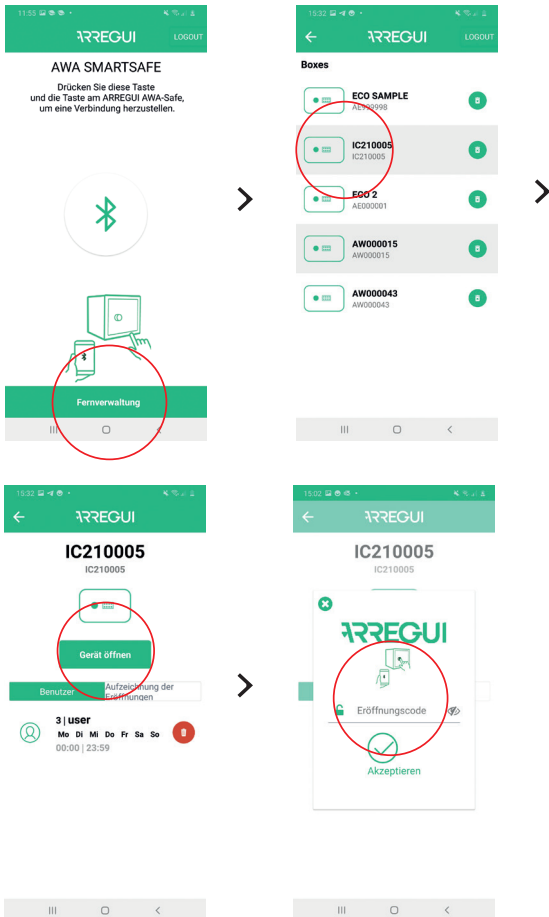 11:55
ARREGUI
LOGOUT
AWA SMARTSAFE
Drücken Sie diese Taste
und die Taste am ARREGUI AWA-Safe,
um eine Verbindung herzustellen.
Fernverwaltung
15:32
ARREGUI
LOGOUT
Boxes
ECO SAMPLE
AE999998
IC210005
IC210005
ECO 2
AE000001
AW000015
AW000015
AW000043
AW000043
15:32
ARREGUI
IC210005
IC210005
Gerät öffnen
Benutzer
Aufzeichnung der
Eröffnungen
3 | user
Mo Di Mi Do Fr Sa So
00:00 | 23:59
15:02
ARREGUI
IC210005
IC210005
ARREGUI
Eröffnungscode
Akzeptieren